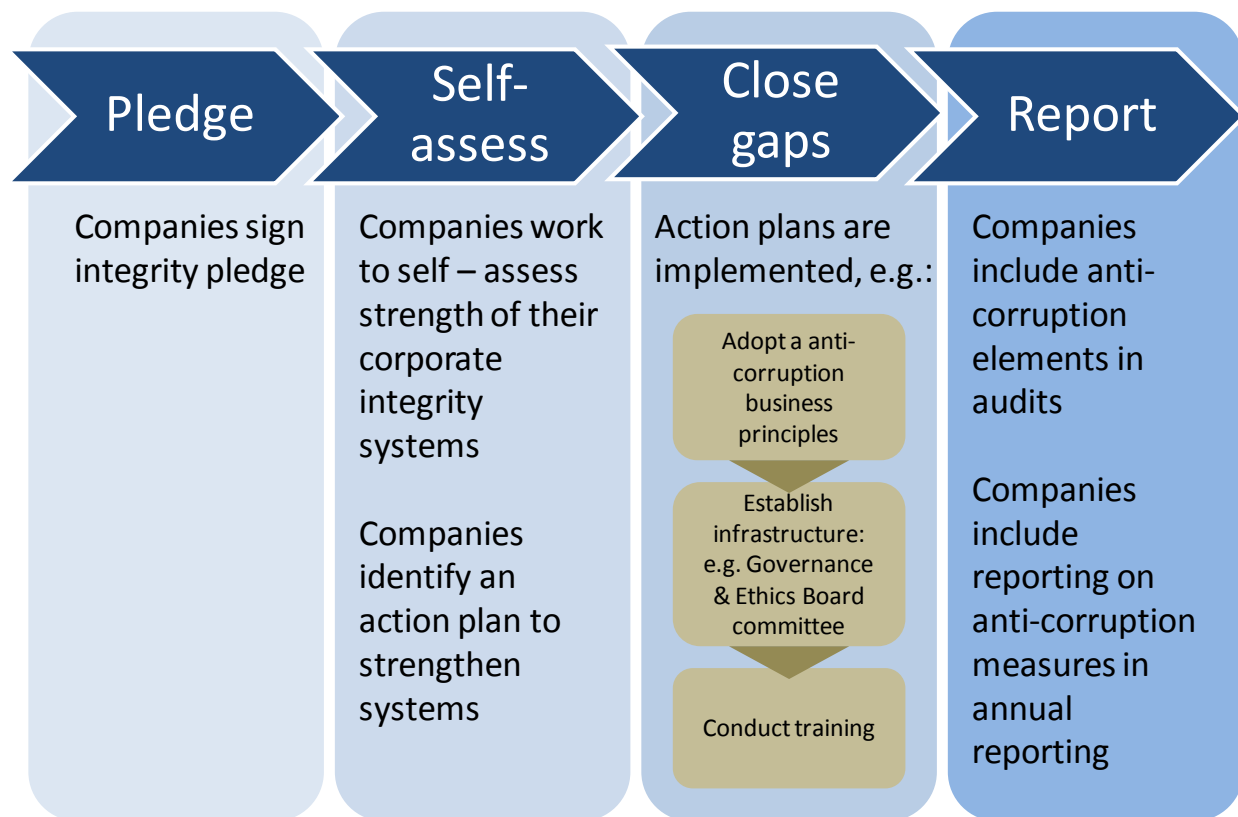 Pledge
Companies sign
integrity pledge
Self-
assess
Companies work
to self – assess
strength of their
corporate
integrity
systems
Companies
identify an
action plan to
strengthen
systems
Close
gaps
Action plans are
implemented, e.g.:
Adopt a anti-
corruption
business
principles
Establish
infrastructure:
e.g. Governance
& Ethics Board
committee
Conduct training
Report
Companies
include anti-
corruption
elements in
audits
Companies
include
reporting on
anti-corruption
measures in
annual
reporting